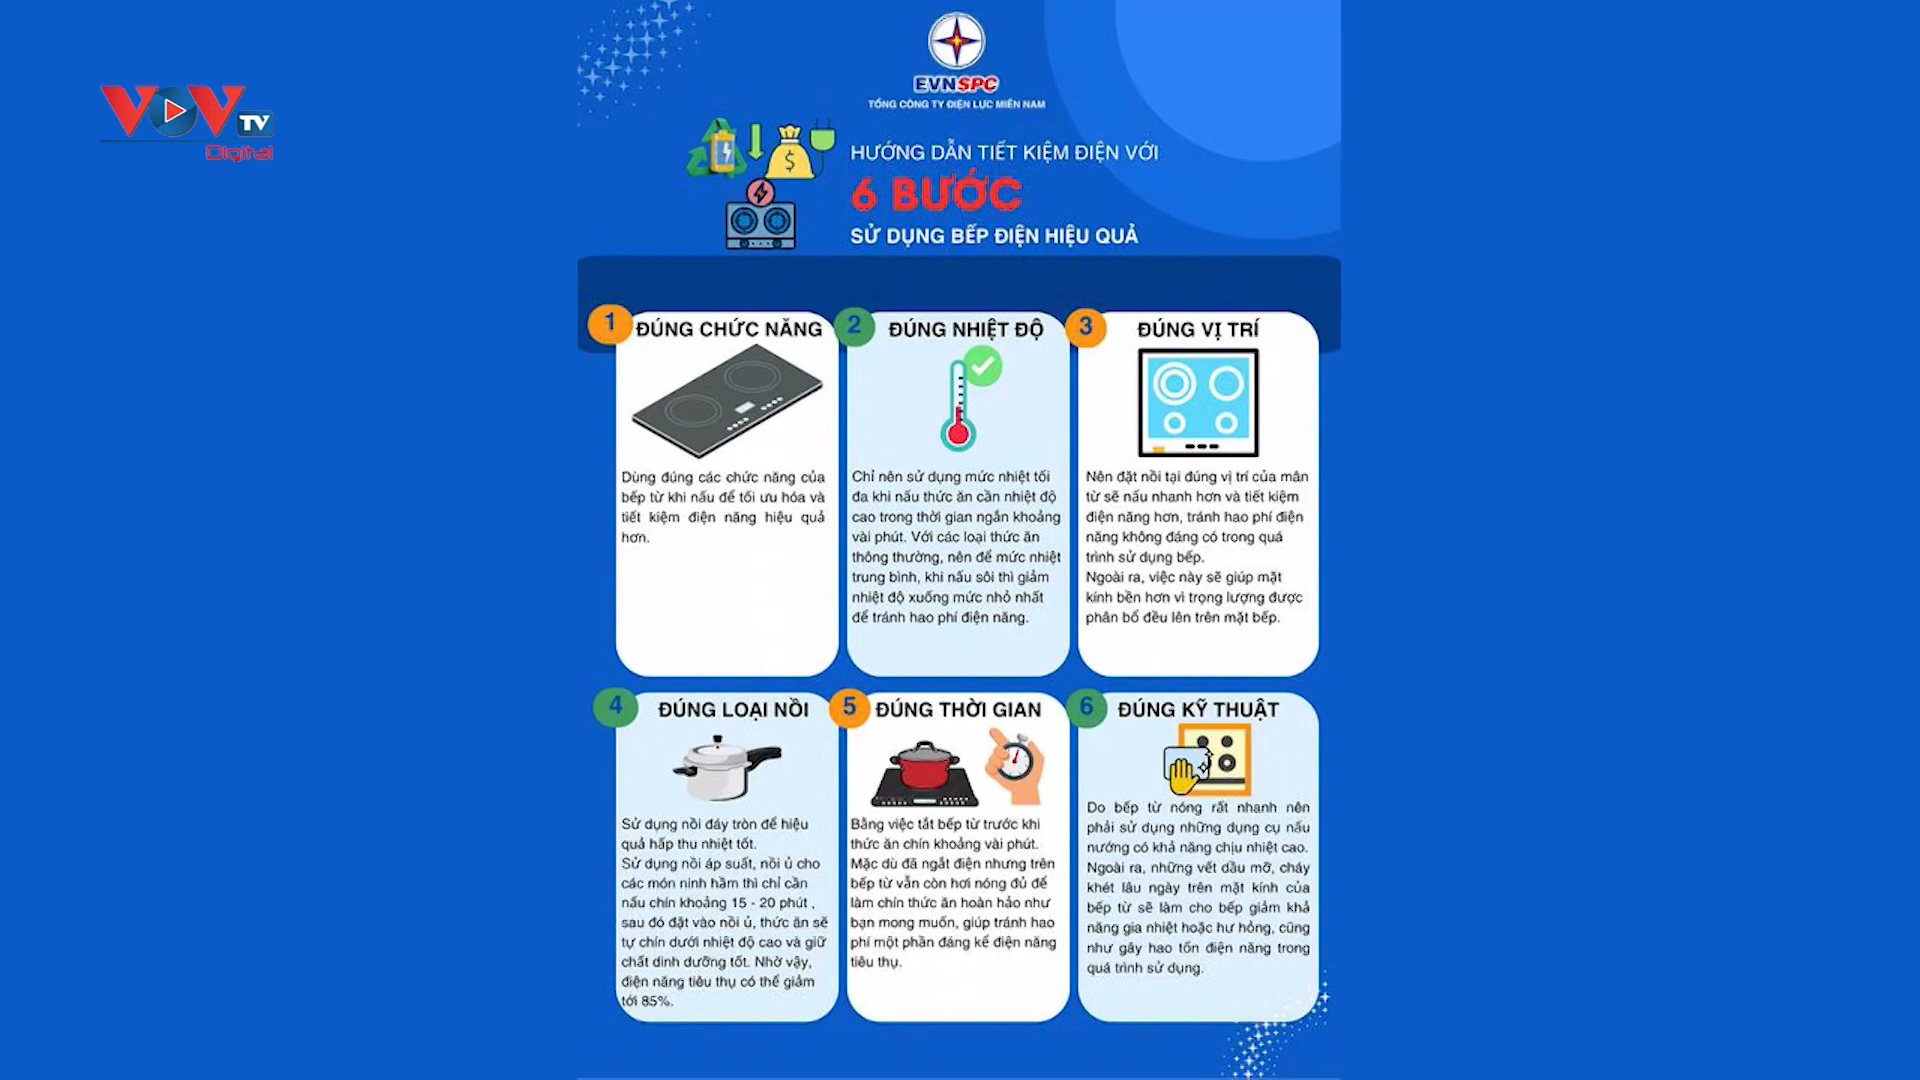 VOV TV
Digital
EVNSPC
TỔNG CÔNG TY ĐIỆN LỰC MIỀN NAM
HƯỚNG DẪN TIẾT KIỆM ĐIỆN VỚI
6 BƯỚC
SỬ DỤNG BẾP ĐIỆN HIỆU QUẢ
1
ĐÚNG CHỨC NĂNG
Dùng đúng các chức năng của
bếp từ khi nấu để tối ưu hóa và
tiết kiệm điện năng hiệu quả
hơn.
2
ĐÚNG NHIỆT ĐỘ
Chỉ nên sử dụng mức nhiệt tối
đa khi nấu thức ăn cần nhiệt độ
cao trong thời gian ngắn khoảng
vài phút. Với các loại thức ăn
thông thường, nên để mức nhiệt
trung bình, khi nấu sôi thì giảm
nhiệt độ xuống mức nhỏ nhất
để tránh hao phí điện năng.
3
ĐÚNG VỊ TRÍ
Nên đặt nồi tại đúng vị trí của mân
từ sẽ nấu nhanh hơn và tiết kiệm
điện năng hơn, tránh hao phí điện
năng không đáng có trong quá
trình sử dụng bếp.
Ngoài ra, việc này sẽ giúp mặt
kính bền hơn vì trọng lượng được
phân bổ đều lên trên mặt bếp.
4
ĐÚNG LOẠI NỒI
Sử dụng nồi đáy tròn để hiệu
quả hấp thu nhiệt tốt.
Sử dụng nồi áp suất, nồi ủ cho
các món ninh hầm thì chỉ cần
nấu chín khoảng 15 - 20 phút ,
sau đó đặt vào nồi ủ, thức ăn sẽ
tự chín dưới nhiệt độ cao và giữ
chất dinh dưỡng tốt. Nhờ vậy,
điện năng tiêu thụ có thể giảm
tới 85%.
5
ĐÚNG THỜI GIAN
Bằng việc tắt bếp từ trước khi
thức ăn chín khoảng vài phút.
Mặc dù đã ngắt điện nhưng trên
bếp từ vẫn còn hơi nóng đủ để
làm chín thức ăn hoàn hảo như
bạn mong muốn, giúp tránh hao
phí một phần đáng kể điện năng
tiêu thụ.
6
ĐÚNG KỸ THUẬT
Do bếp từ nóng rất nhanh nên
phải sử dụng những dụng cụ nấu
nướng có khả năng chịu nhiệt cao.
Ngoài ra, những vết dầu mỡ, cháy
khét lâu ngày trên mặt kính của
bếp từ sẽ làm cho bếp giảm khả
năng gia nhiệt hoặc hư hỏng, cũng
như gây hao tốn điện năng trong
quá trình sử dụng.